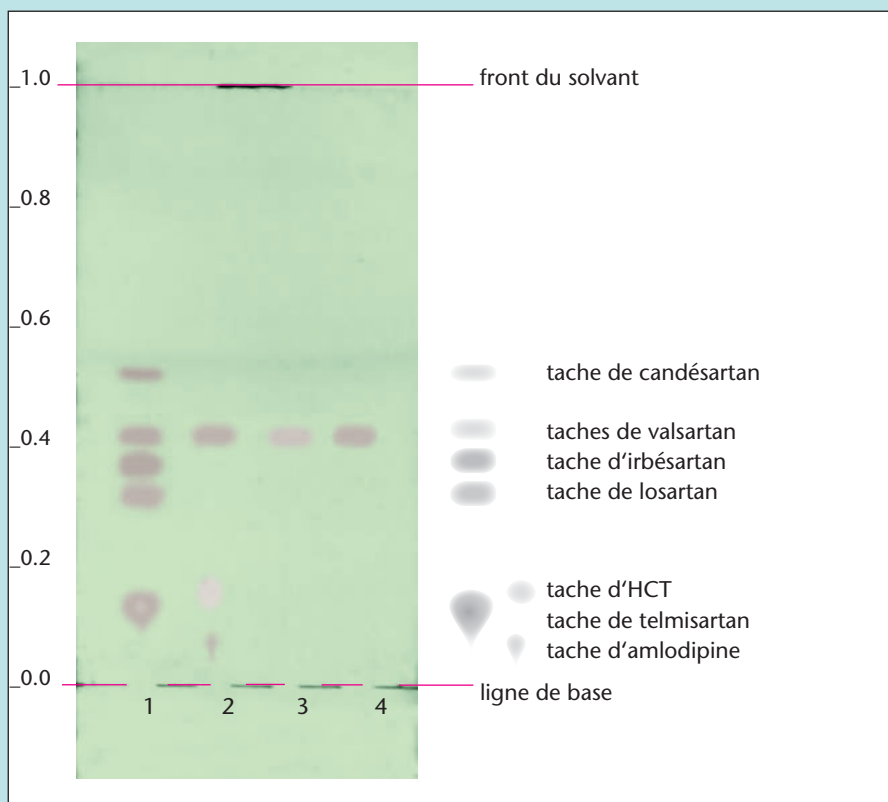 _1.0
front du solvant
_0.8
_0.6
tache de candésartan
_0.4
taches de valsartan
tache d‘irbésartan
tache de losartan
_0.2
tache d‘HCT
tache de telmisartan
tache d‘amlodipine
_0.0
ligne de base
1 2 3 4